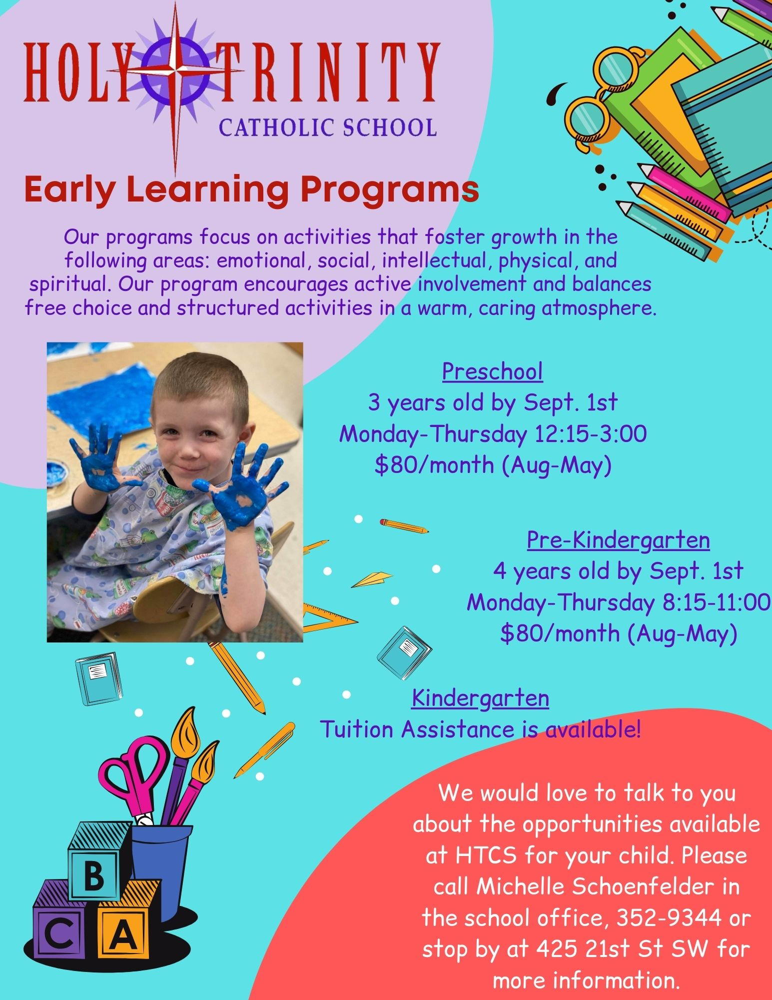 HOLY TRINITY
CATHOLIC SCHOOL
Early Learning Programs
Our programs focus on activities that foster growth in the
following areas: emotional, social, intellectual, physical, and
spiritual. Our program encourages active involvement and balances
free choice and structured activities in a warm, caring atmosphere.
Preschool
3 years old by Sept. 1st
Monday-Thursday 12:15-3:00
$80/month (Aug-May)
Pre-Kindergarten
4 years old by Sept. 1st
Monday-Thursday 8:15-11:00
$80/month (Aug-May)
Kindergarten
Tuition Assistance is available!
We would love to talk to you
about the opportunities available
at HTCS for your child. Please
call Michelle Schoenfelder in
the school office, 352-9344 or
stop by at 425 21st St SW for
more information.
B
C A